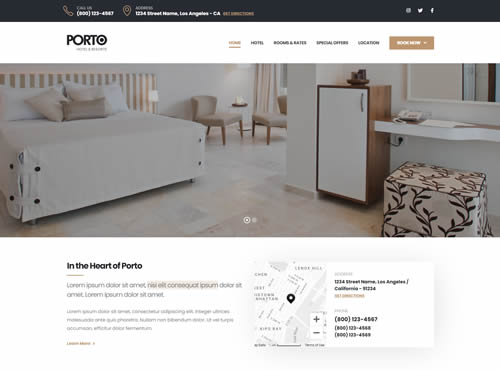 CALL US
(800) 123-4567
ADDRESS
1234 Street Name, Los Angeles - CA GET DIRECTIONS
PORTO
HOTEL & RESORTS
HOME HOTEL ROOMS & RATES SPECIAL OFFERS LOCATION BOOK NOW
In the Heart of Porto
Lorem ipsum dolor sit amet, nisi elit consequat ipsum dolor sit
amet, Lorem ipsum dolor sit amet.
Lorem ipsum dolor sit amet, consectetur adipiscing elit. Integer ultrices
maleuada ante quis pharetra. Nullam non bibendum dolor. Ut vel turpis
accumsan, efficitur dolor fermentum.
Learn More >
LENOX HILL
KIPS BAY
Terms of Use
ADDRESS
1234 Street Name, Los Angeles /
California - 91234
GET DIRECTIONS
PHONE
(800) 123-4567
(800) 123-4568
(800) 123-4569